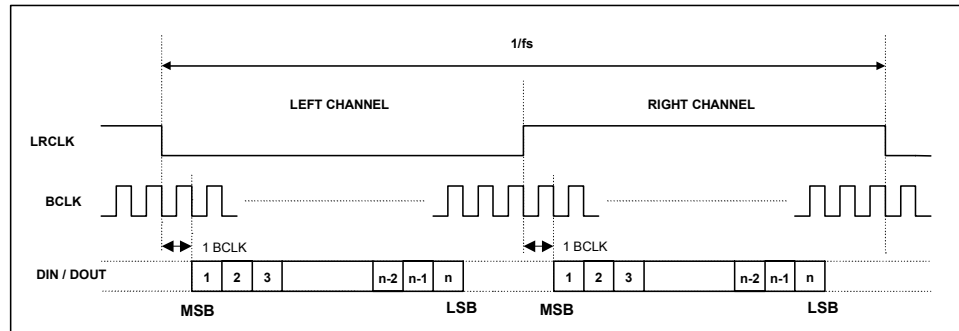 1/fs
LEFT CHANNEL RIGHT CHANNEL
LRCLK
BCLK
1 BCLK 1 BCLK
DIN / DOUT 1 2 3 n-2 n-1 n 1 2 3 n-2 n-1 n
MSB LSB MSB LSB